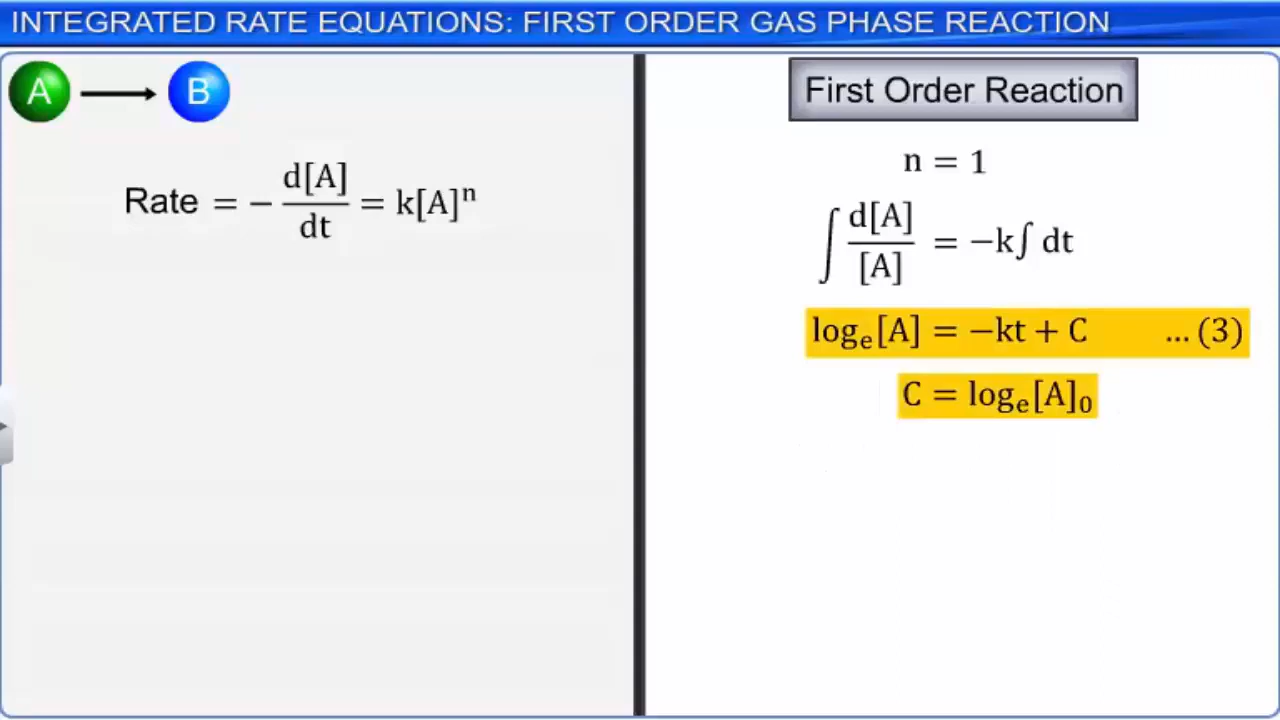 INTEGRATED RATE EQUATIONS: FIRST ORDER GAS PHASE REACTION
A ⟶ B
Rate = − d[A]/dt = k[A]ⁿ
First Order Reaction
n = 1
∫ d[A]/[A] = −k∫ dt
logₑ[A] = −kt + C ... (3)
C = logₑ[A]₀